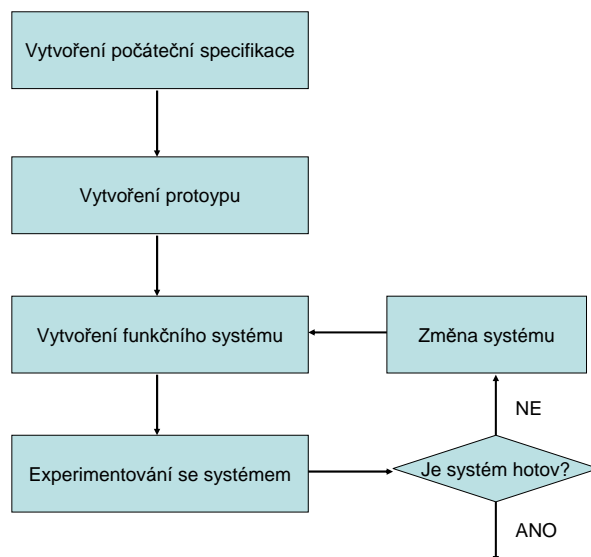 Vytvoření počáteční specifikace
Vytvoření protoypu
Vytvoření funkčního systému
Změna systému
NE
Experimentování se systémem
Je systém hotov?
ANO